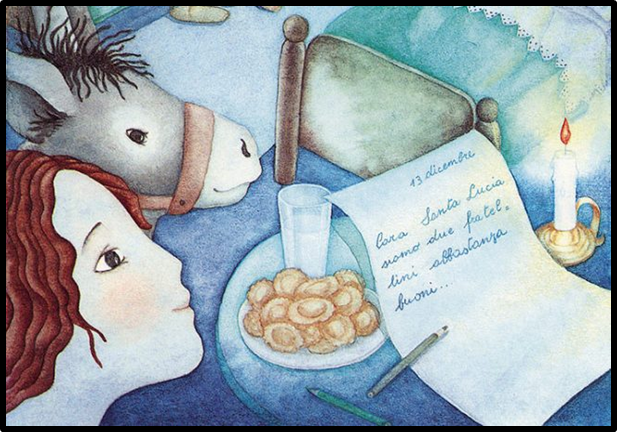 13 dicembre
Cara Santa Lucia
siamo due fratel=
lini abbastanza
buoni...